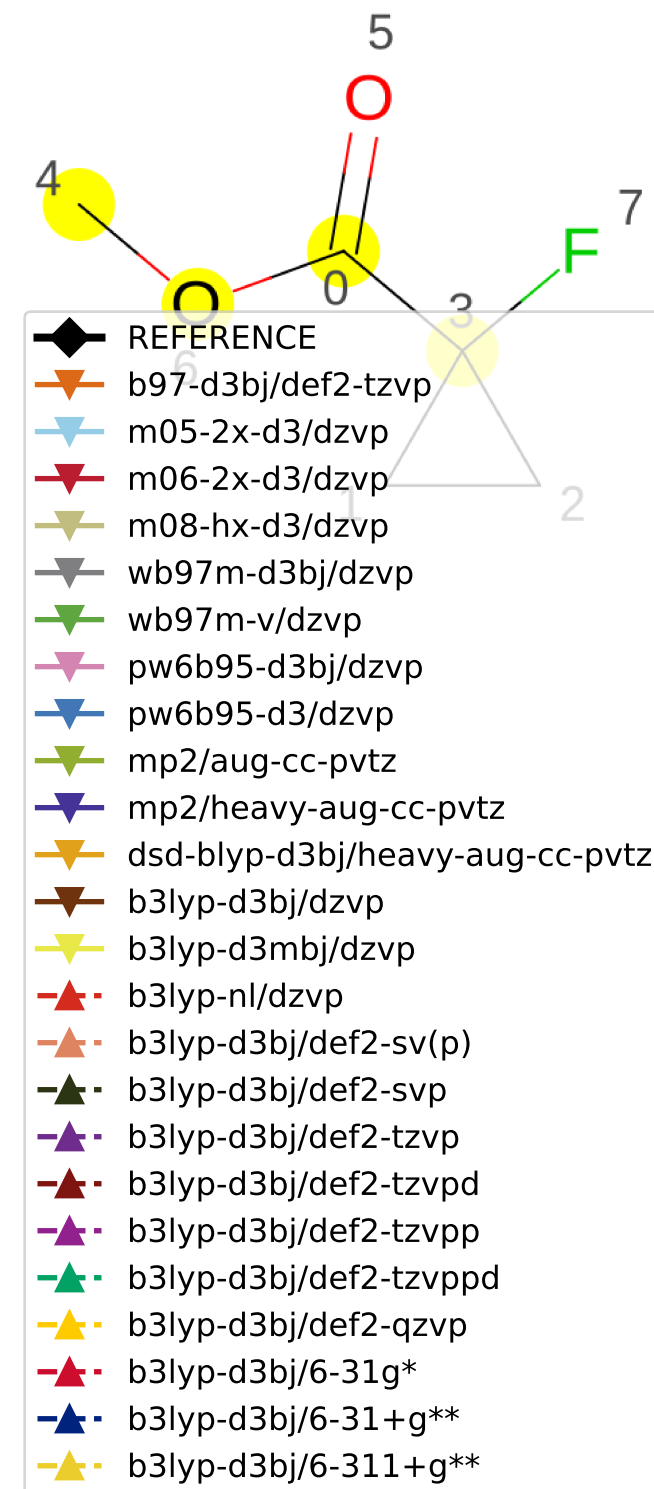 5
O
4
7
F
O
0
3
6
1
2
REFERENCE
b97-d3bj/def2-tzvp
m05-2x-d3/dzvp
m06-2x-d3/dzvp
m08-hx-d3/dzvp
wb97m-d3bj/dzvp
wb97m-v/dzvp
pw6b95-d3bj/dzvp
pw6b95-d3/dzvp
mp2/aug-cc-pvtz
mp2/heavy-aug-cc-pvtz
dsd-blyp-d3bj/heavy-aug-cc-pvtz
b3lyp-d3bj/dzvp
b3lyp-d3mbj/dzvp
b3lyp-nl/dzvp
b3lyp-d3bj/def2-sv(p)
b3lyp-d3bj/def2-svp
b3lyp-d3bj/def2-tzvp
b3lyp-d3bj/def2-tzvpd
b3lyp-d3bj/def2-tzvpp
b3lyp-d3bj/def2-tzvppd
b3lyp-d3bj/def2-qzvp
b3lyp-d3bj/6-31g*
b3lyp-d3bj/6-31+g**
b3lyp-d3bj/6-311+g**